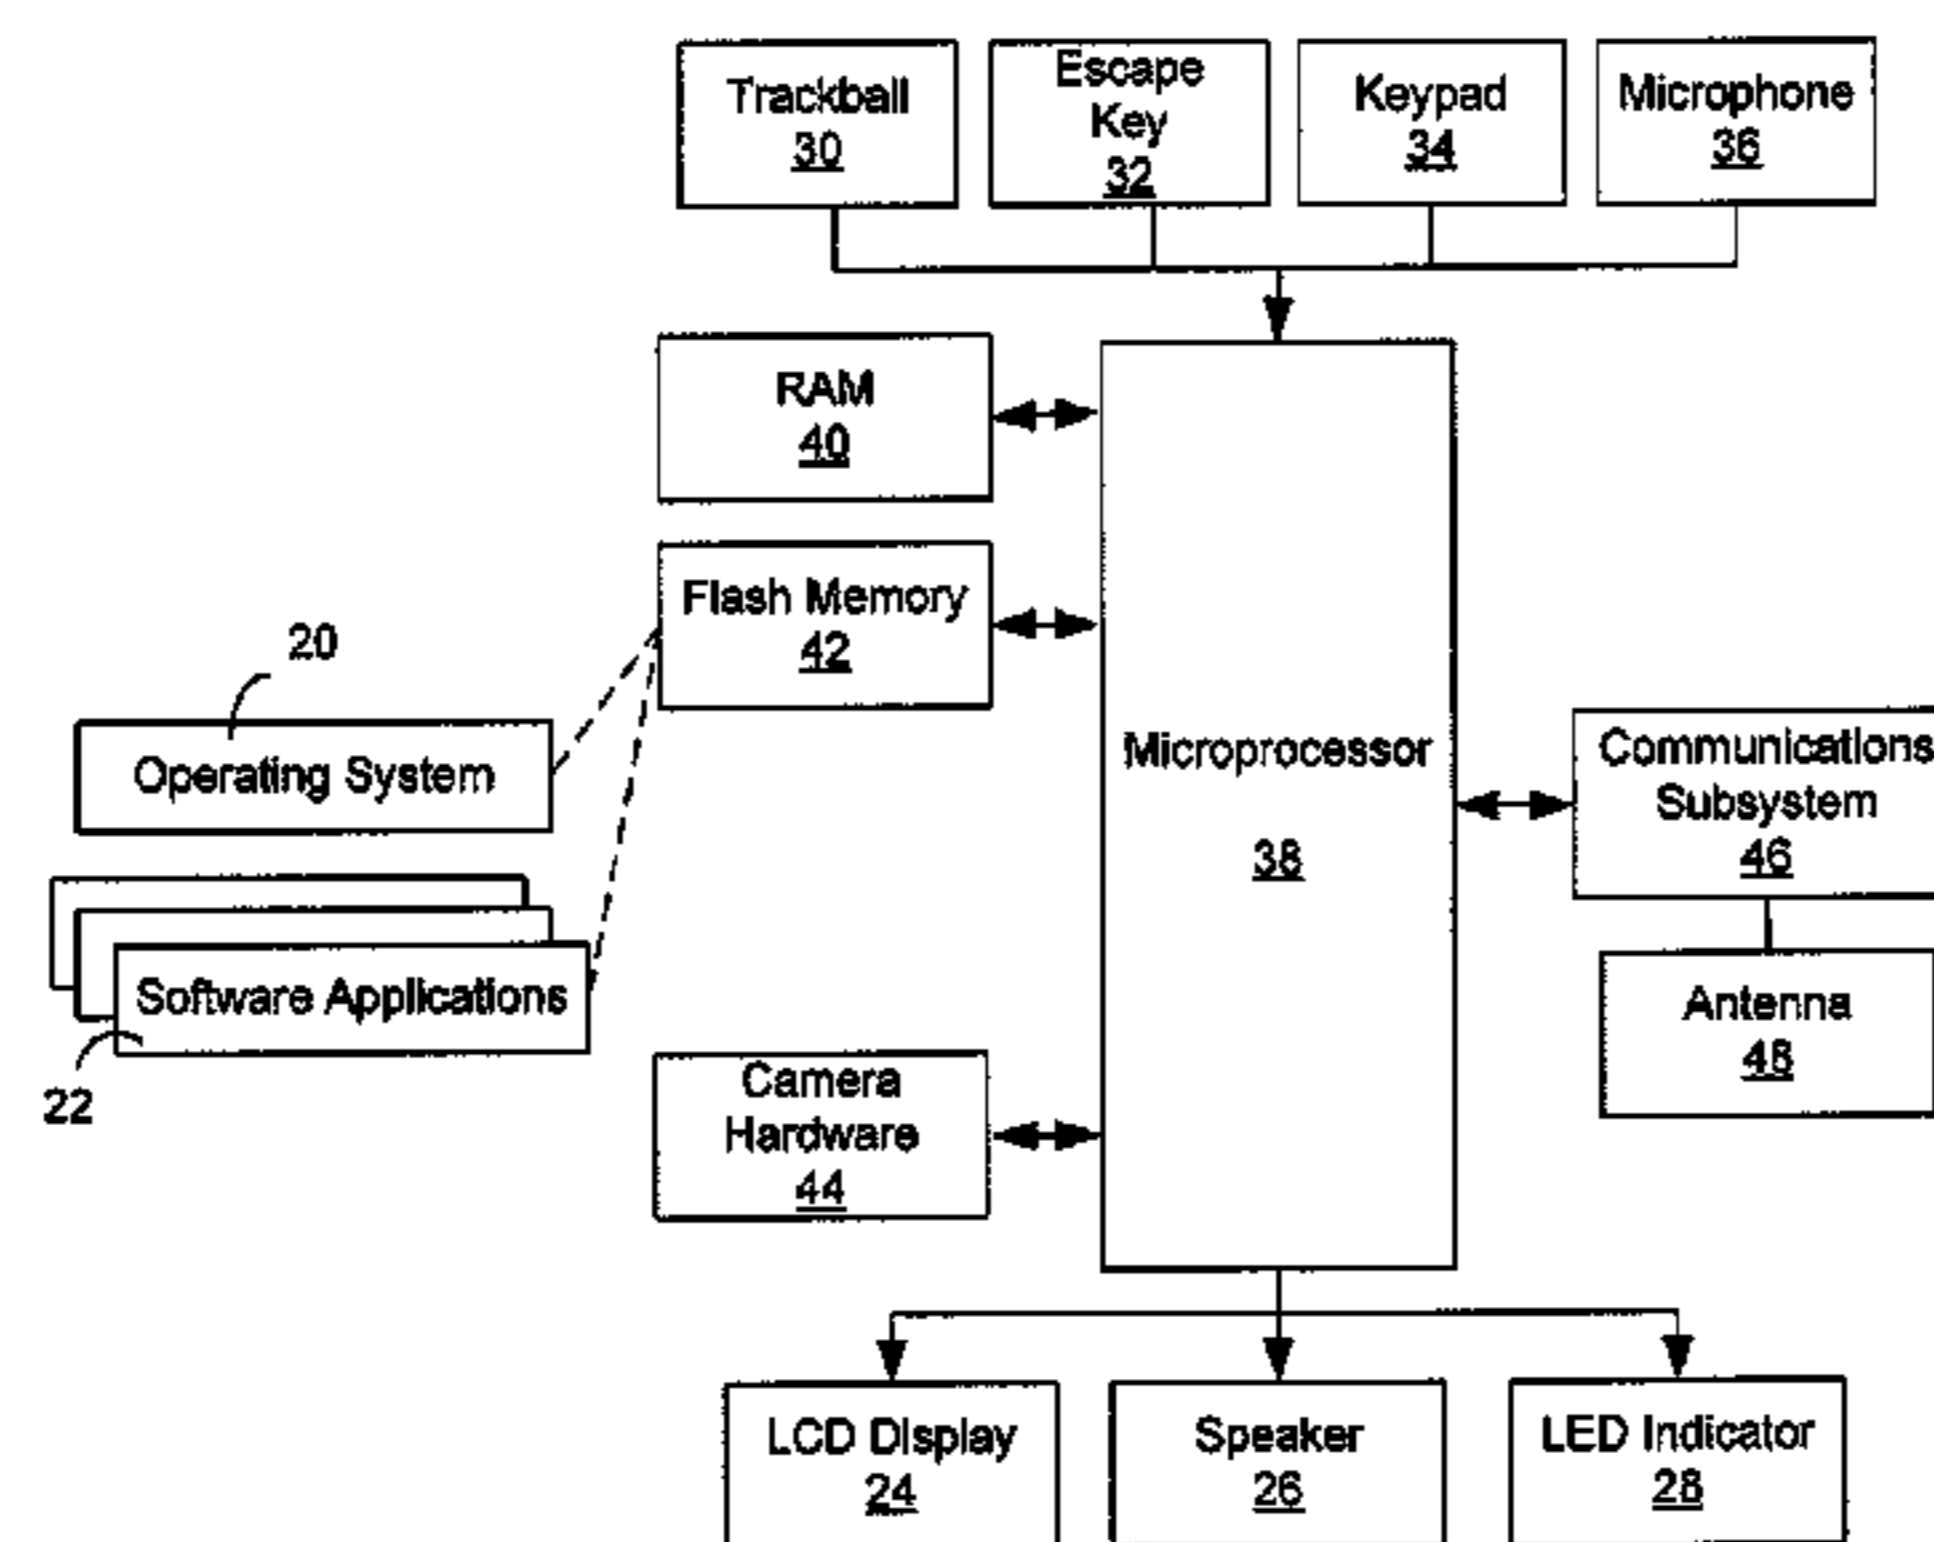 Trackball
30
Escape
Key
32
Keypad
34
Microphone
36
RAM
40
Flash Memory
42
20
Operating System
Software Applications
22
Microprocessor
38
Communications
Subsystem
46
Antenna
48
Camera
Hardware
44
LCD Display
24
Speaker
26
LED Indicator
28